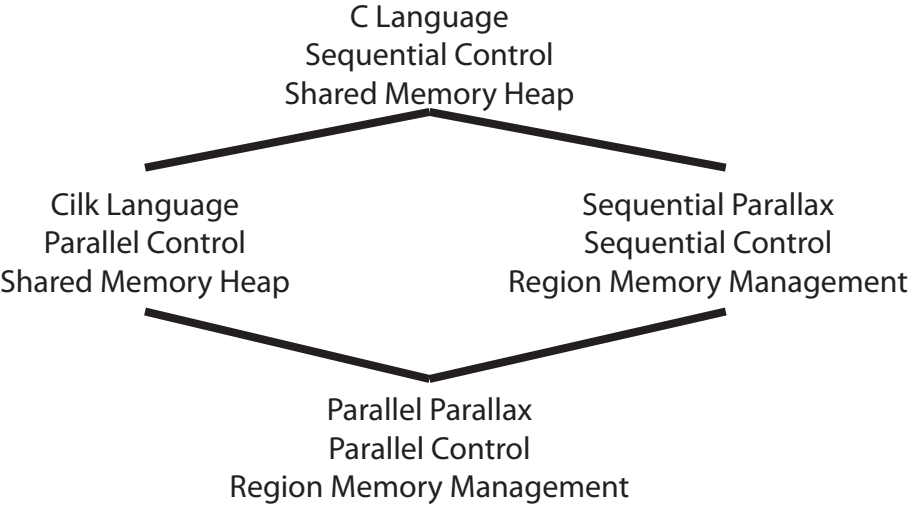 C Language
Sequential Control
Shared Memory Heap
Cilk Language
Parallel Control
Shared Memory Heap
Sequential Parallax
Sequential Control
Region Memory Management
Parallel Parallax
Parallel Control
Region Memory Management